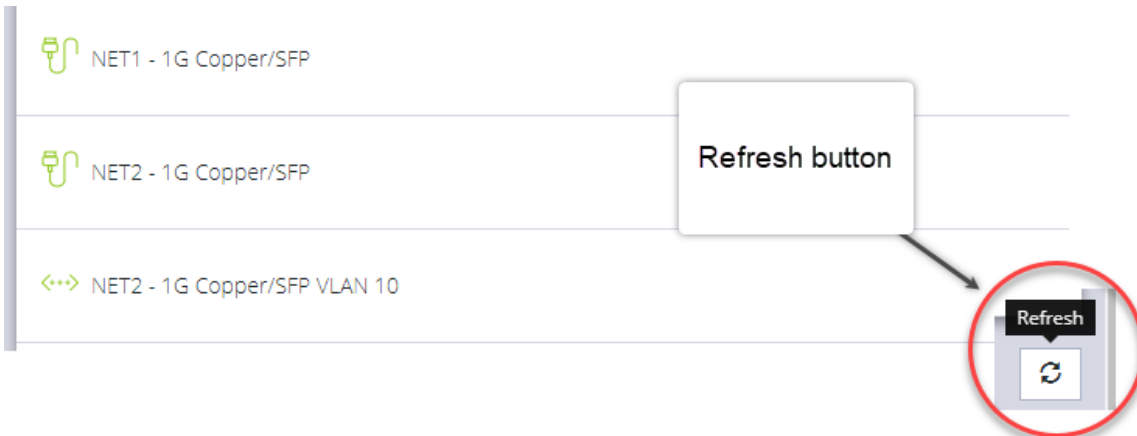 NET1 - 1G Copper/SFP
Refresh button
NET2 - 1G Copper/SFP
NET2 - 1G Copper/SFP VLAN 10
Refresh